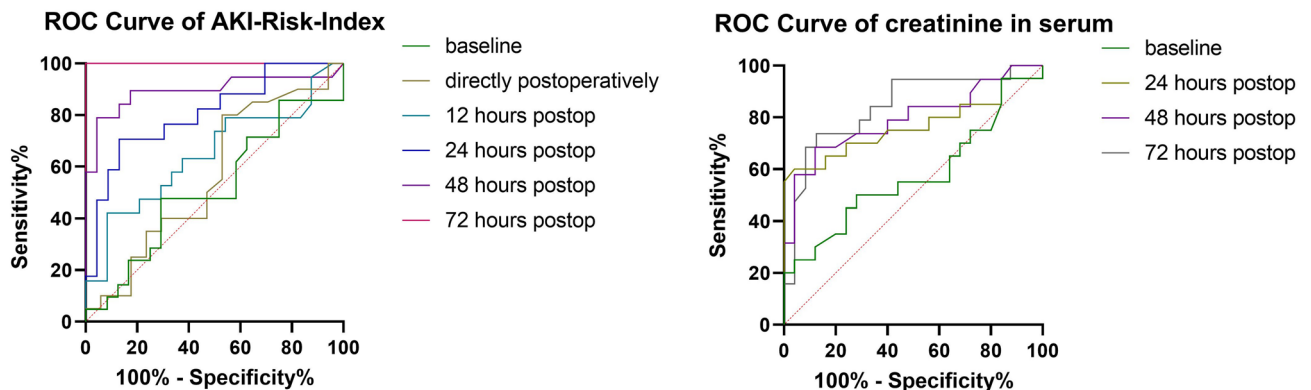 ROC Curve of AKI-Risk-Index
100
80
60
40
20
0
Sensitivity%
0 20 40 60 80 100
100% - Specificity%
baseline
directly postoperatively
12 hours postop
24 hours postop
48 hours postop
72 hours postop
ROC Curve of creatinine in serum
100
80
60
40
20
0
Sensitivity%
0 20 40 60 80 100
100% - Specificity%
baseline
24 hours postop
48 hours postop
72 hours postop